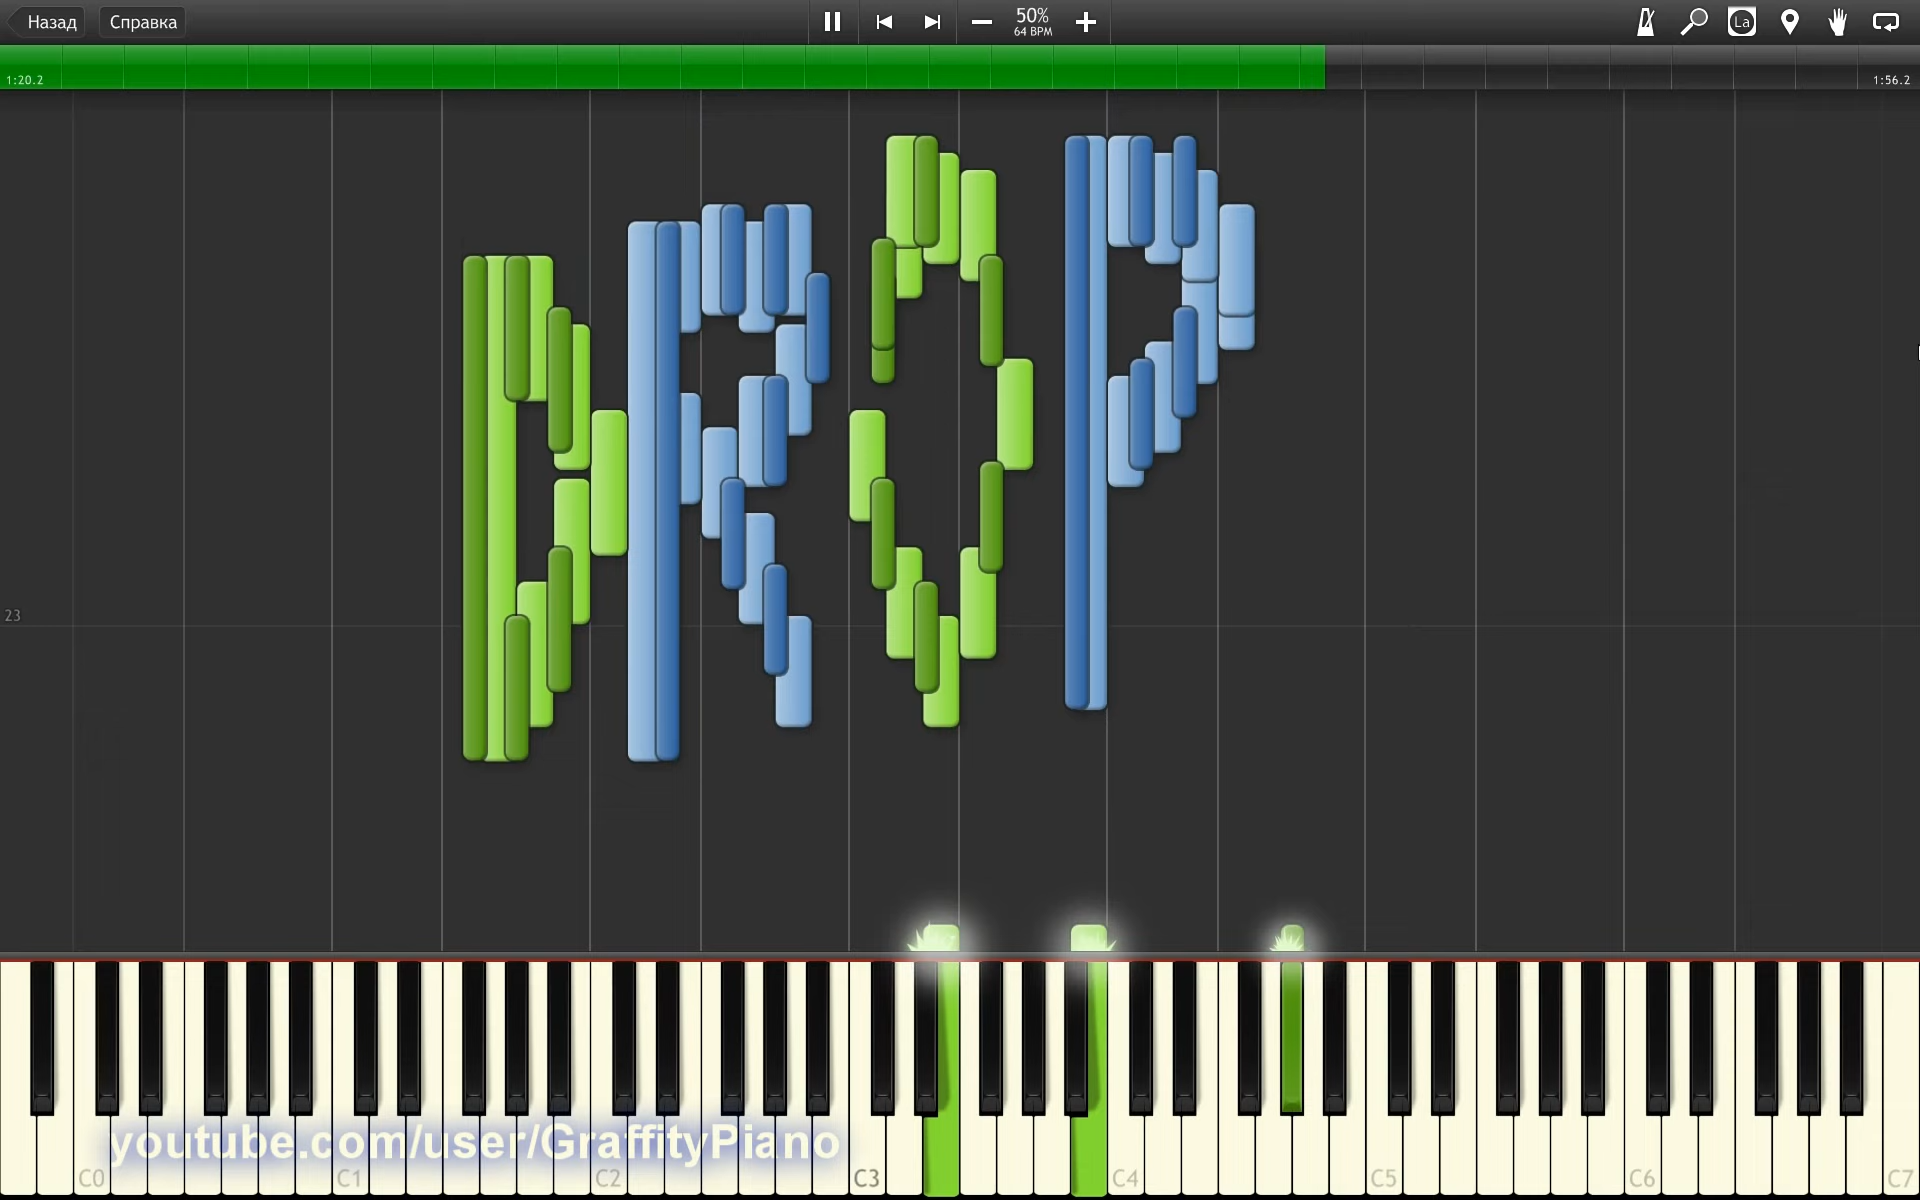 Назад Справка 50%
64 BPM La
1:20.2 1:56.2
DROP
23
youtube.com/user/GraffityPiano
C0 C1 C2 C3 C4 C5 C6 C7